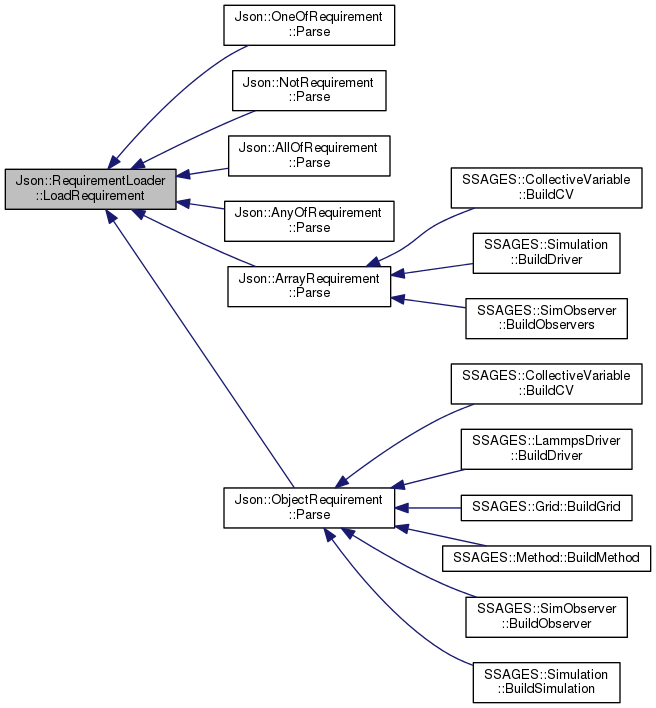 Json::OneOfRequirement
::Parse
Json::NotRequirement
::Parse
Json::AllOfRequirement
::Parse
Json::RequirementLoader
::LoadRequirement
Json::AnyOfRequirement
::Parse
Json::ArrayRequirement
::Parse
SSAGES::CollectiveVariable
::BuildCV
SSAGES::Simulation
::BuildDriver
SSAGES::SimObserver
::BuildObservers
Json::ObjectRequirement
::Parse
SSAGES::CollectiveVariable
::BuildCV
SSAGES::LammpsDriver
::BuildDriver
SSAGES::Grid::BuildGrid
SSAGES::Method::BuildMethod
SSAGES::SimObserver
::BuildObserver
SSAGES::Simulation
::BuildSimulation